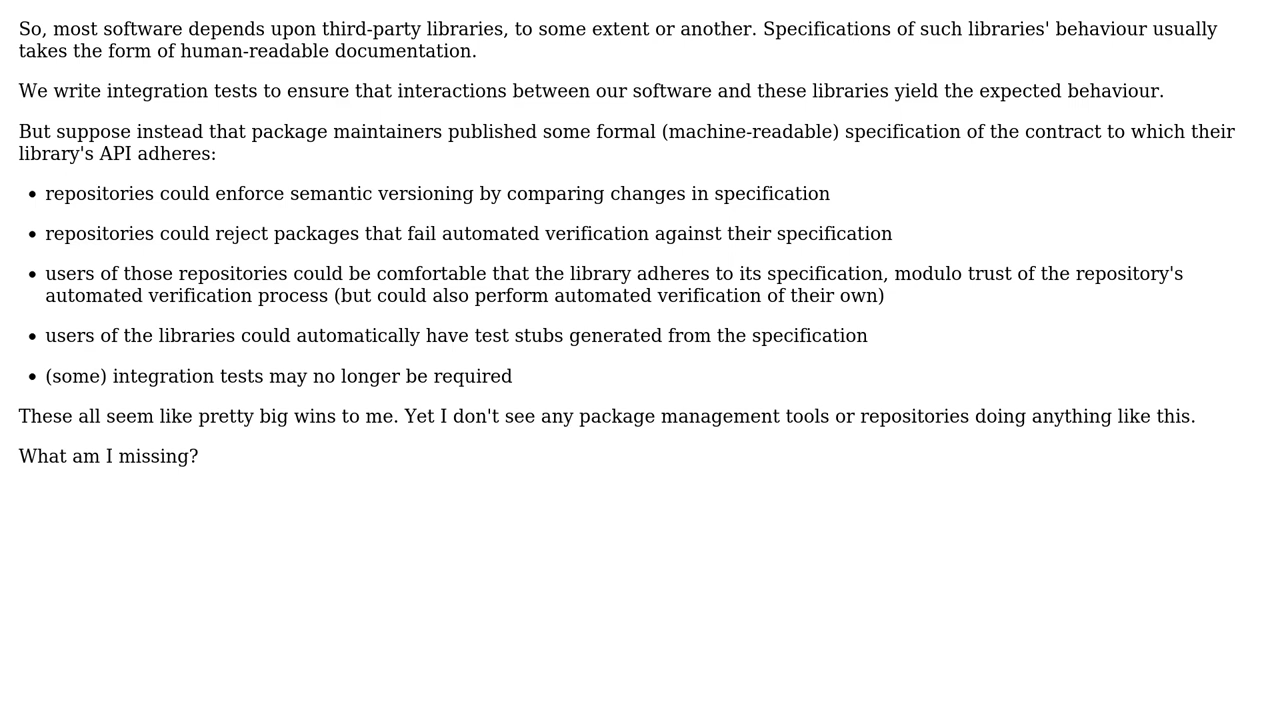 So, most software depends upon third-party libraries, to some extent or another. Specifications of such libraries' behaviour usually
takes the form of human-readable documentation.
We write integration tests to ensure that interactions between our software and these libraries yield the expected behaviour.
But suppose instead that package maintainers published some formal (machine-readable) specification of the contract to which their
library's API adheres:
• repositories could enforce semantic versioning by comparing changes in specification
• repositories could reject packages that fail automated verification against their specification
• users of those repositories could be comfortable that the library adheres to its specification, modulo trust of the repository's
automated verification process (but could also perform automated verification of their own)
• users of the libraries could automatically have test stubs generated from the specification
• (some) integration tests may no longer be required
These all seem like pretty big wins to me. Yet I don't see any package management tools or repositories doing anything like this.
What am I missing?